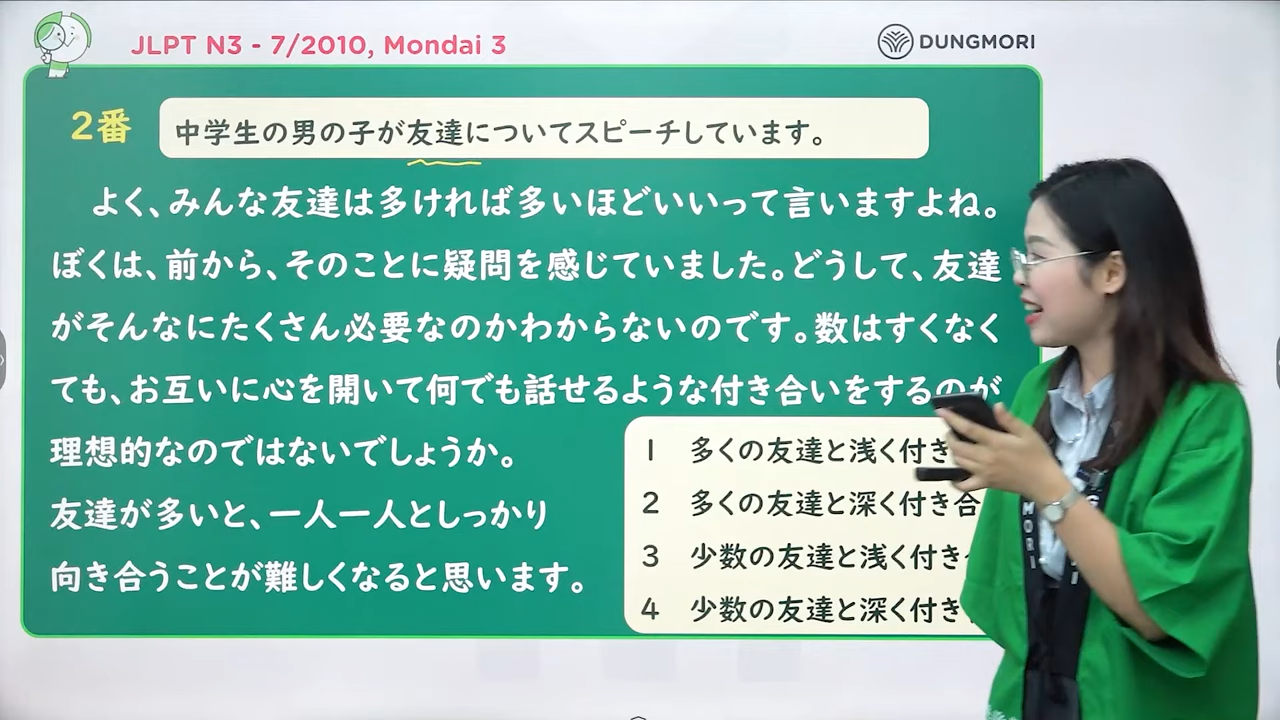 JLPT N3 - 7/2010, Mondai 3
DUNGMORI
2番
中学生の男の子が友達についてスピーチしています。
よく、みんな友達は多ければ多いほどいいって言いますよね。
ぼくは、前から、そのことに疑問を感じていました。どうして、友達
がそんなにたくさん必要なのかわからないのです。数はすくなく
ても、お互いに心を開いて何でも話せるような付き合いをするのが
理想的なのではないでしょうか。
友達が多いと、一人一人としっかり
向き合うことが難しくなると思います。
1 多くの友達と浅く付き
2 多くの友達と深く付き合
3 少数の友達と浅く付き
4 少数の友達と深く付き
MORI